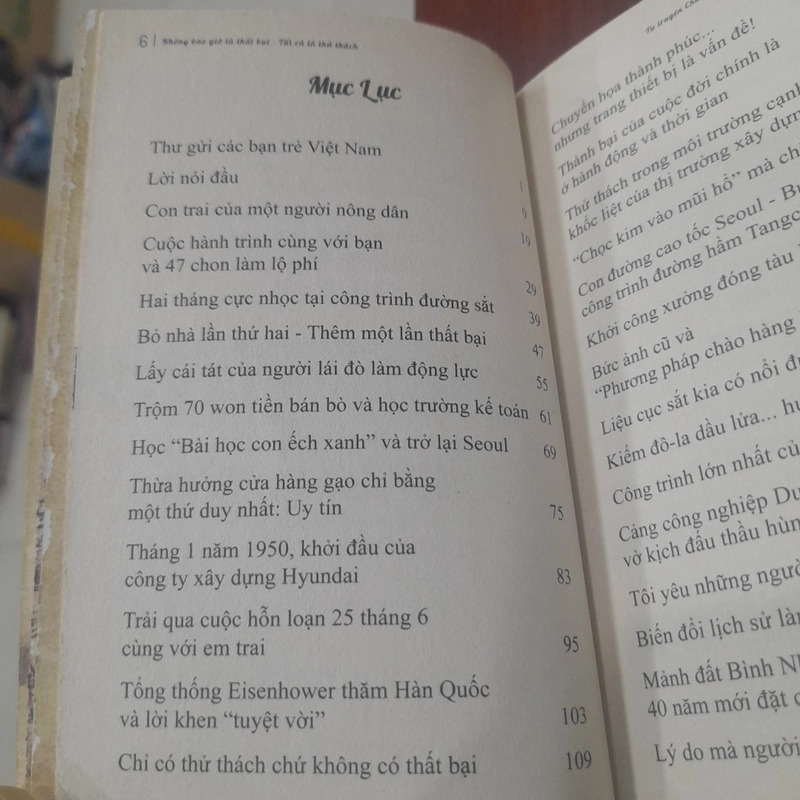 6 | Không bao giờ là thất bại - Tất cả là thử thách
Mục Lục
Thư gửi các bạn trẻ Việt Nam
Lời nói đầu 1
Con trai của một người nông dân 9
Cuộc hành trình cùng với bạn 19
và 47 chon làm lộ phí
Hai tháng cực nhọc tại công trình đường sắt 29
Bỏ nhà lần thứ hai - Thêm một lần thất bại 39
Lấy cái tát của người lái đò làm động lực 47
55
Trộm 70 won tiền bán bò và học trường kế toán 61
Học “Bài học con ếch xanh” và trở lại Seoul 69
Thừa hưởng cửa hàng gạo chỉ bằng
một thứ duy nhất: Uy tín 75
Tháng 1 năm 1950, khởi đầu của
công ty xây dựng Hyundai 83
Trải qua cuộc hỗn loạn 25 tháng 6
cùng với em trai 95
Tổng thống Eisenhower thăm Hàn Quốc
và lời khen “tuyệt vời” 103
Chỉ có thử thách chứ không có thất bại 109
Tự truyện
Chuyển họa thành phúc...
nhưng trang thiết bị là vấn đề!
Thành bại của cuộc đời chính là
ở hành động và thời gian
Thử thách trong môi trường cạnh
khốc liệt của thị trường xây dựn
“Chọc kim vào mũi hổ” mà ch
Con đường cao tốc Seoul - Bu
công trình đường hầm Tangc
Khởi công xưởng đóng tàu
Bức ảnh cũ và
“Phương pháp chào hàng
Liệu cục sắt kia có nổi đ
Kiếm đô-la dầu lửa... hu
Công trình lớn nhất củ
Cảng công nghiệp Du
vở kịch đấu thầu hùn
Tôi yêu những ngườ
Biến đổi lịch sử làn
Mảnh đất Bình Nh
40 năm mới đặt c
Lý do mà người